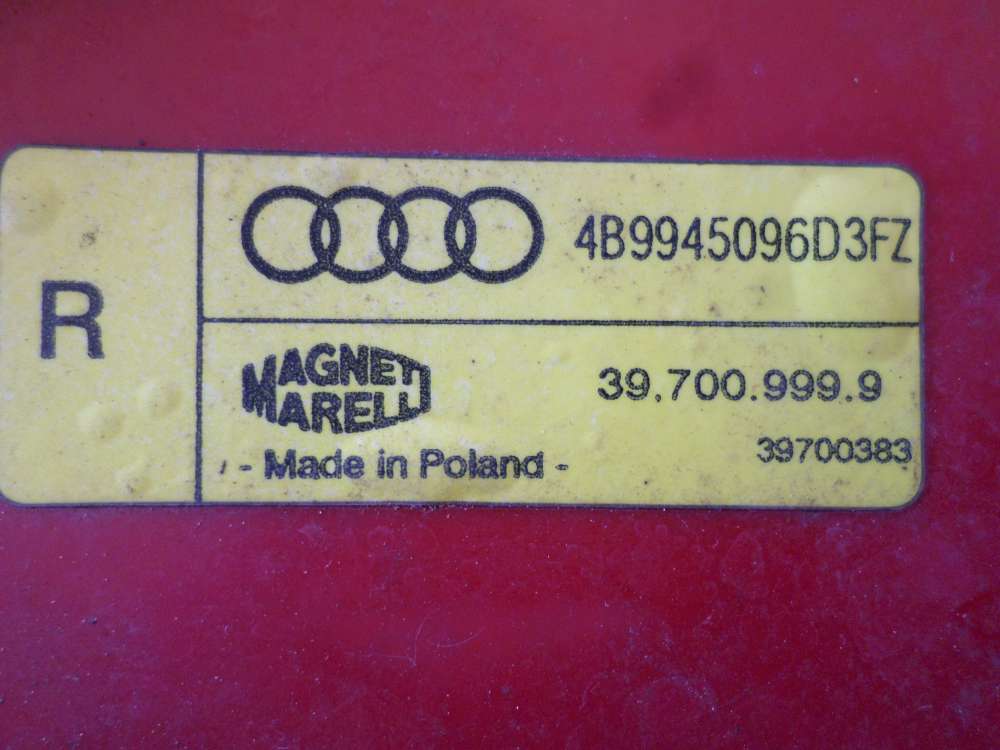 R
4B9945096D3FZ
MAGNETI
MARELLI
39.700.999.9
39700383
- Made in Poland -